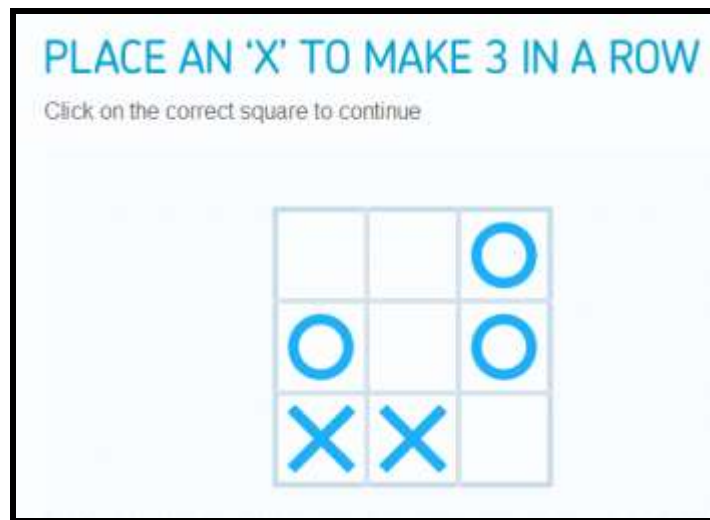 PLACE AN ‘X’ TO MAKE 3 IN A ROW
Click on the correct square to continue